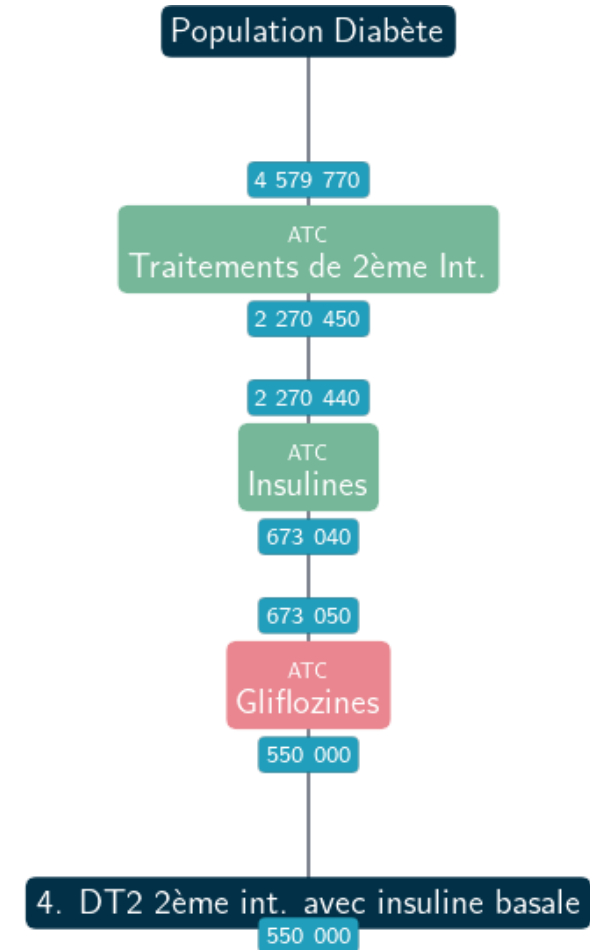 Population Diabète
4 579 770
ATC
Traitements de 2ème Int.
2 270 450
2 270 440
ATC
Insulines
673 040
673 050
ATC
Gliflozines
550 000
4. DT2 2ème int. avec insuline basale
550 000